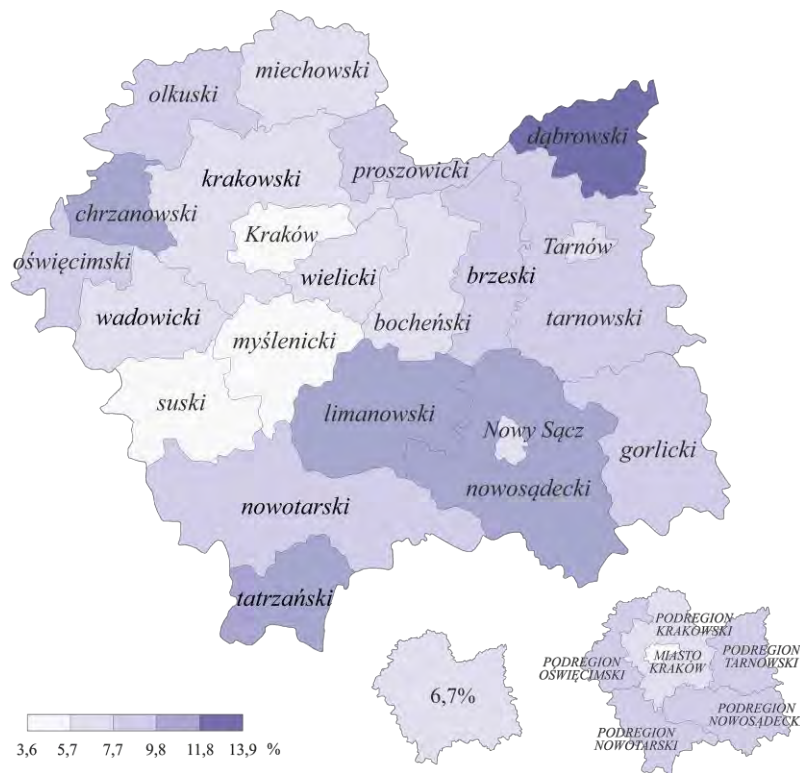 miechowski
olkuski
dąbrowski
krakowski
proszowicki
chrzanowski
Kraków
Tarnów
oświęcimski
wielicki
brzeski
wadowicki
myślenicki
bocheński
tarnowski
suski
limanowski
Nowy Sącz
gorlicki
nowosądecki
nowotarski
tatrzański
6,7%
PODREGION
KRAKOWSKI
MIASTO
KRAKÓW
PODREGION
TARNOWSKI
PODREGION
OŚWIĘCIMSKI
PODREGION
NOWOSĄDECKI
PODREGION
NOWOTARSKI
3,6 5,7 7,7 9,8 11,8 13,9 %